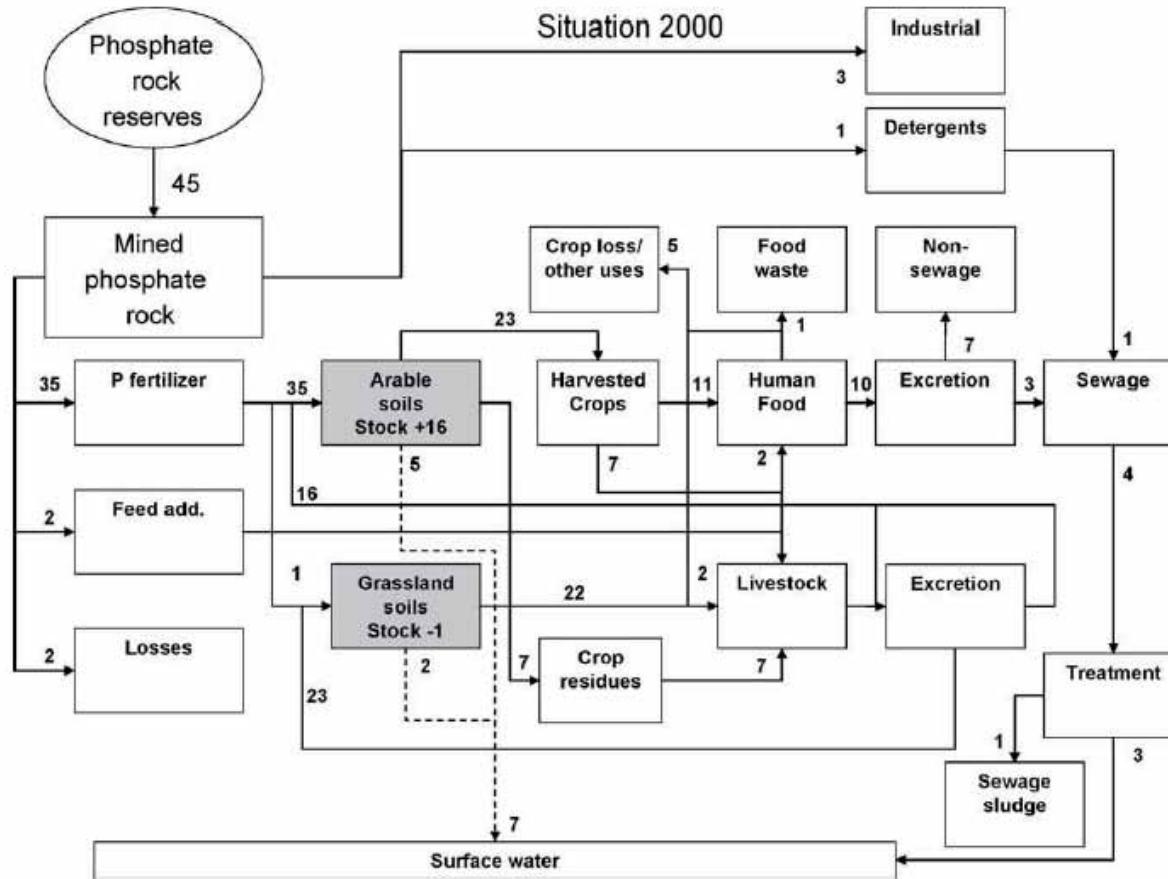 Situation 2000
Phosphate
rock
reserves
45
Mined
phosphate
rock
Industrial
3
Detergents
1
Crop loss/
other uses
5
Food
waste
1
Non-
sewage
7
1
23
35
P fertilizer
35
Arable
soils
Stock +16
5
Harvested
Crops
11
7
Human
Food
2
10
Excretion
3
Sewage
4
16
2
Feed add.
1
Grassland
soils
Stock -1
2
22
2
Livestock
Excretion
2
Losses
23
7
Crop
residues
7
Treatment
1
3
Sewage
sludge
7
Surface water